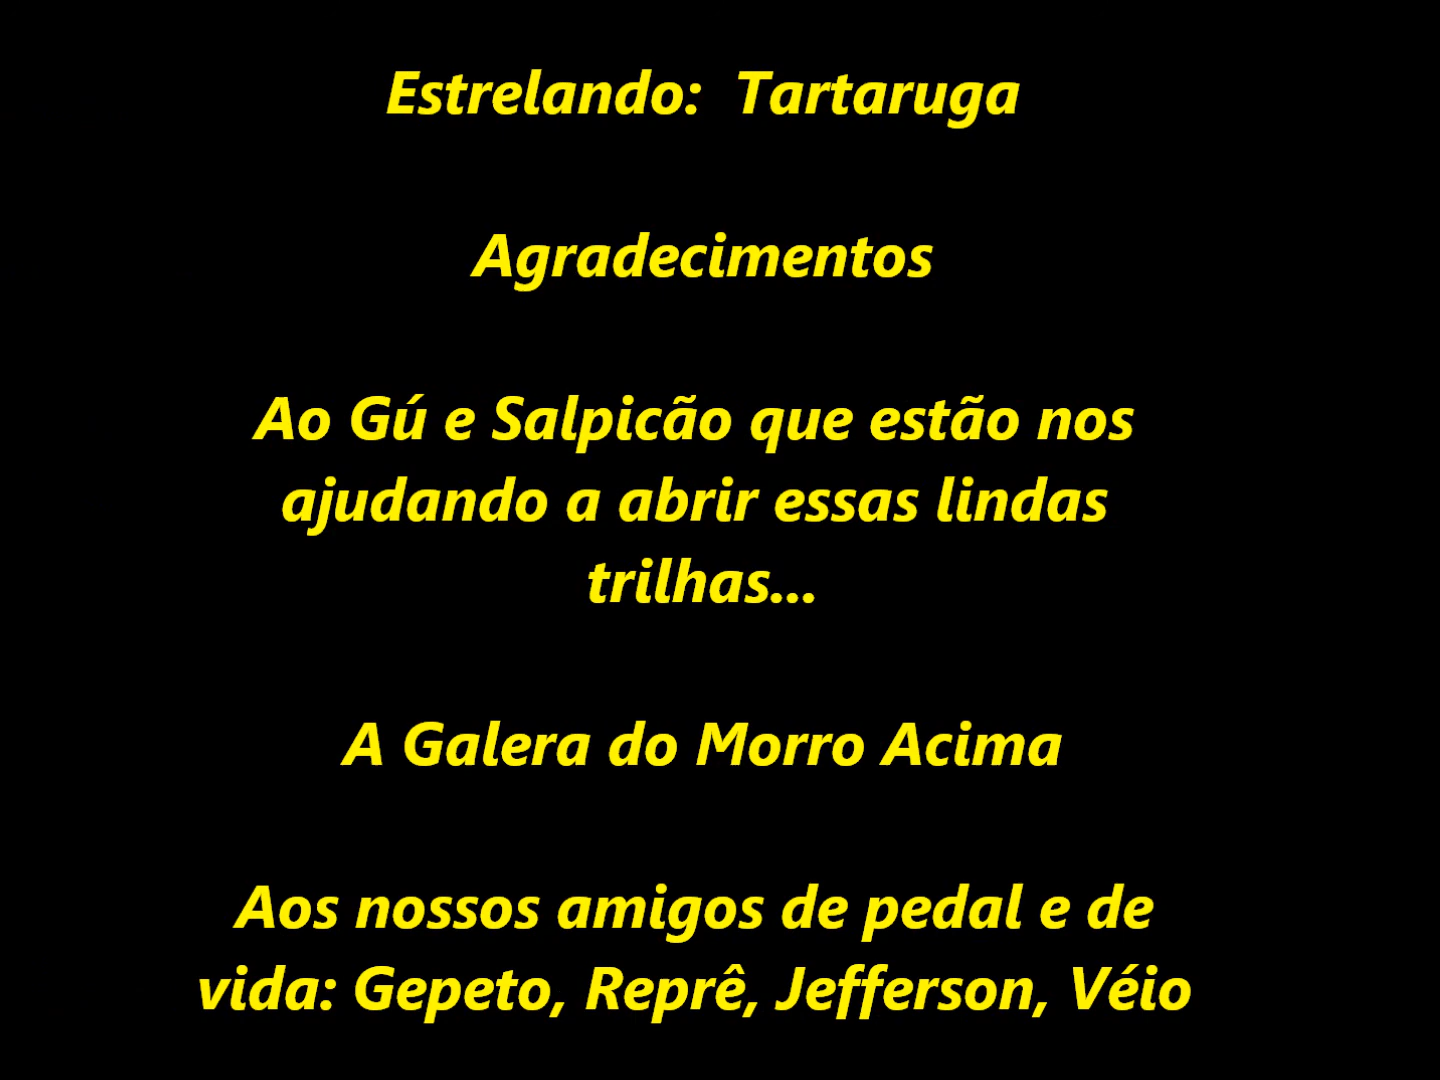 Estrelando:  Tartaruga
Agradecimentos
Ao Gú e Salpicão que estão nos
ajudando a abrir essas lindas
trilhas...
A Galera do Morro Acima
Aos nossos amigos de pedal e de
vida: Gepeto, Reprê, Jefferson, Véio